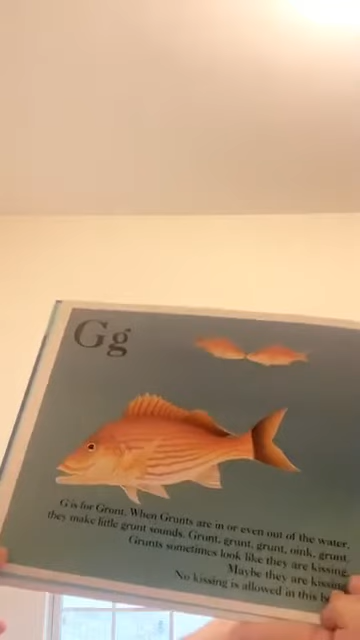 Gg
G is for Grunt. When Grunts are in or even out of the water,
they make little grunt sounds. Grunt, grunt, grunt, oink, grunt.
Grunts sometimes look like they are kissing.
Maybe they are kissing.
No kissing is allowed in this